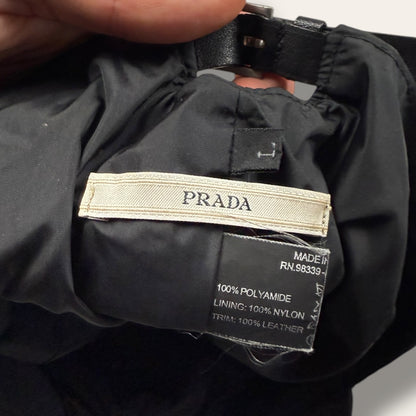 L
PRADA
MADE I
RN.98339-
100% POLYAMIDE
LINING: 100% NYLON
TRIM: 100% LEATHER